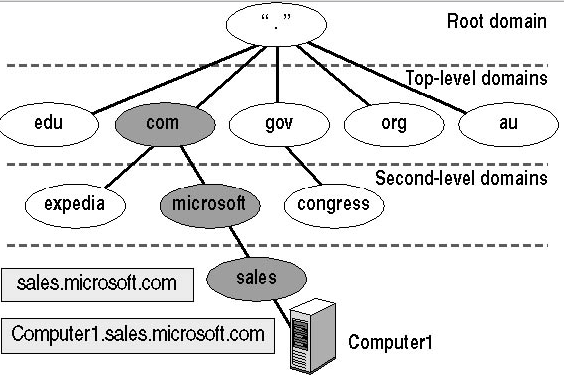 “ . ”
Root domain
Top-level domains
edu
com
gov
org
au
Second-level domains
expedia
microsoft
congress
sales
sales.microsoft.com
Computer1.sales.microsoft.com
Computer1